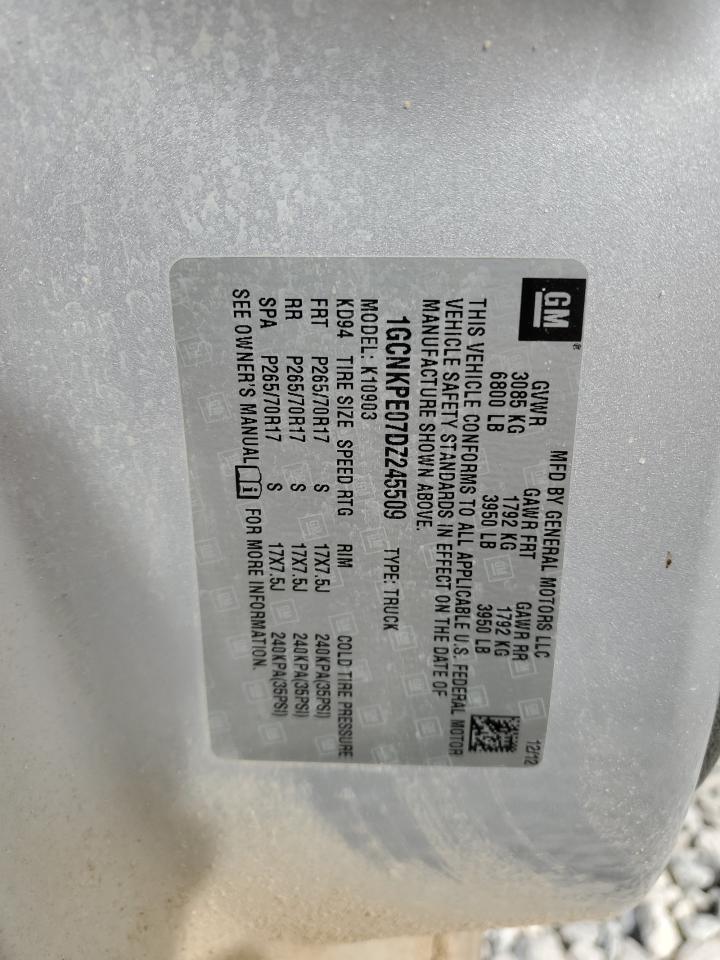 GM®
MFD BY GENERAL MOTORS LLC 12/12
GVWR GAWR FRT GAWR RR
3085 KG 1792 KG 1792 KG
6800 LB 3950 LB 3950 LB
THIS VEHICLE CONFORMS TO ALL APPLICABLE U.S. FEDERAL MOTOR
VEHICLE SAFETY STANDARDS IN EFFECT ON THE DATE OF
MANUFACTURE SHOWN ABOVE.
1GCNKPE07DZ245509 TYPE: TRUCK
MODEL: K10903
KD94 TIRE SIZE SPEED RTG RIM COLD TIRE PRESSURE
FRT P265/70R17 S 17X7.5J 240KPA(35PSI)
RR P265/70R17 S 17X7.5J 240KPA(35PSI)
SPA P265/70R17 S 17X7.5J 240KPA(35PSI)
SEE OWNER'S MANUAL FOR MORE INFORMATION.